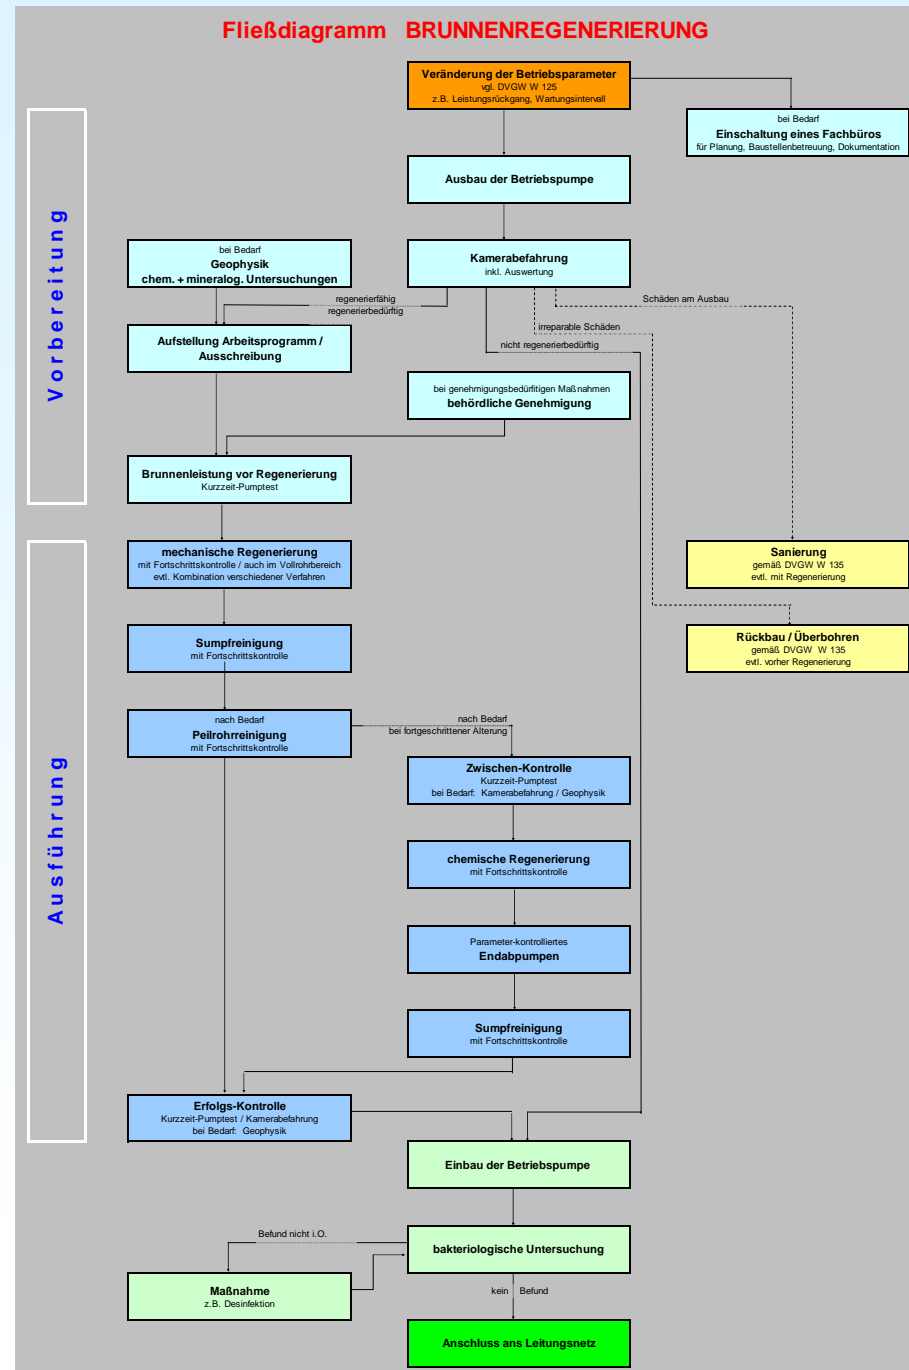 Fließdiagramm BRUNNENREGENERIERUNG
Veränderung der Betriebsparameter
vgl. DVGW W 125
z.B. Leistungsrückgang, Wartungsintervall
bei Bedarf
Einschaltung eines Fachbüros
für Planung, Baustellenbetreuung, Dokumentation
Vorbereitung
Ausbau der Betriebspumpe
bei Bedarf
Geophysik
chem. + mineralog. Untersuchungen
Kamerabefahrung
inkl. Auswertung
regenerierfähig
regenerierbedürftig
Schäden am Ausbau
irreparable Schäden
nicht regenerierbedürftig
Aufstellung Arbeitsprogramm /
Ausschreibung
bei genehmigungsbedürfitigen Maßnahmen
behördliche Genehmigung
Brunnenleistung vor Regenerierung
Kurzzeit-Pumptest
Ausführung
mechanische Regenerierung
mit Fortschrittskontrolle / auch im Vollrohrbereich
evtl. Kombination verschiedener Verfahren
Sanierung
gemäß DVGW W 135
evtl. mit Regenerierung
Sumpfreinigung
mit Fortschrittskontrolle
Rückbau / Überbohren
gemäß DVGW W 135
evtl. vorher Regenerierung
nach Bedarf
Peilrohrreinigung
mit Fortschrittskontrolle
nach Bedarf
bei fortgeschrittener Alterung
Zwischen-Kontrolle
Kurzzeit-Pumptest
bei Bedarf: Kamerabefahrung / Geophysik
chemische Regenerierung
mit Fortschrittskontrolle
Parameter-kontrolliertes
Endabpumpen
Sumpfreinigung
mit Fortschrittskontrolle
Erfolgs-Kontrolle
Kurzzeit-Pumptest / Kamerabefahrung
bei Bedarf: Geophysik
Einbau der Betriebspumpe
Befund nicht i.O.
bakteriologische Untersuchung
Maßnahme
z.B. Desinfektion
kein Befund
Anschluss ans Leitungsnetz